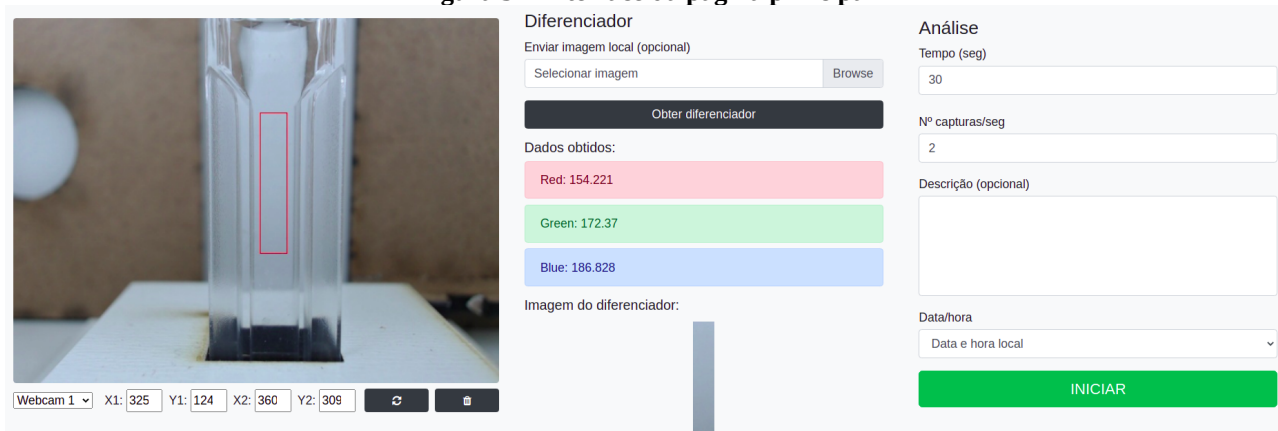 Diferenciador
Enviar imagem local (opcional)
Selecionar imagem
Browse
Obter diferenciador
Dados obtidos:
Red: 154.221
Green: 172.37
Blue: 186.828
Imagem do diferenciador:
Webcam 1
X1: 325
Y1: 124
X2: 360
Y2: 309
Análise
Tempo (seg)
30
Nº capturas/seg
2
Descrição (opcional)
Data/hora
Data e hora local
INICIAR